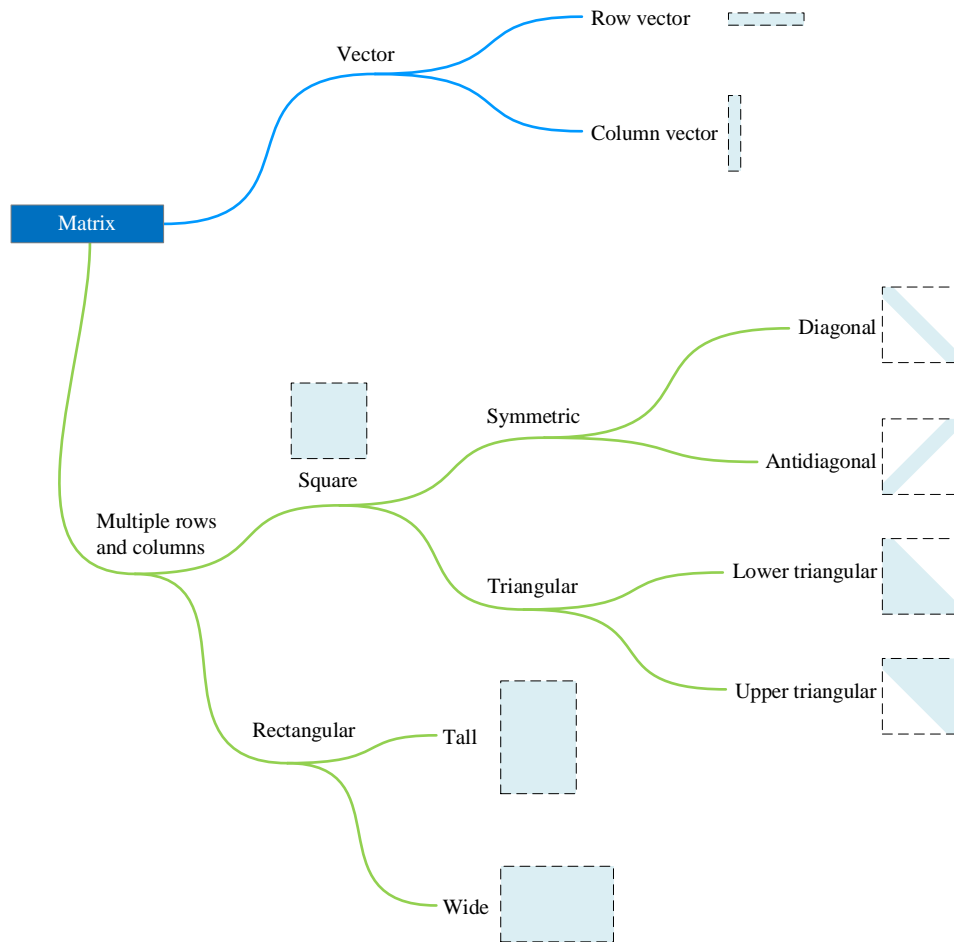 Row vector
Vector
Column vector
Matrix
Diagonal
Symmetric
Antidiagonal
Square
Multiple rows
and columns
Lower triangular
Triangular
Upper triangular
Rectangular
Tall
Wide